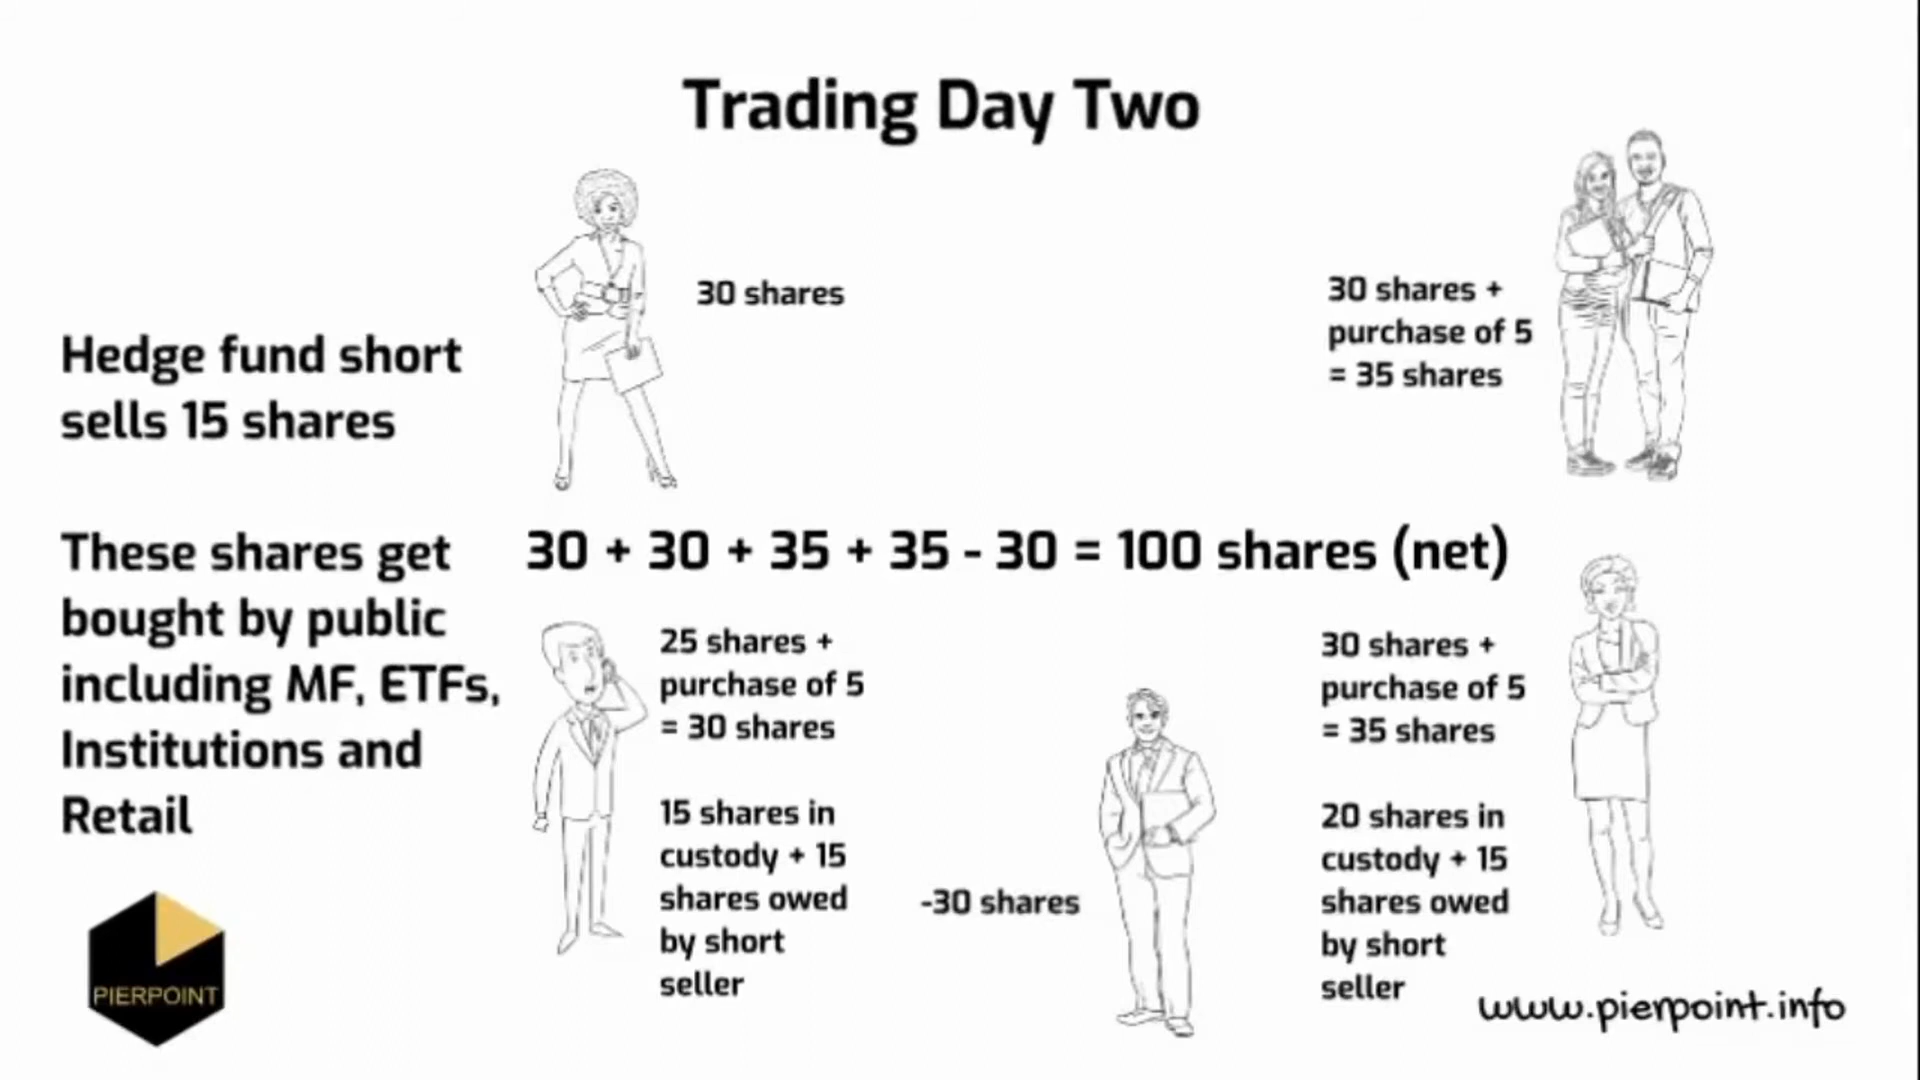 Trading Day Two
Hedge fund short
sells 15 shares
These shares get
bought by public
including MF, ETFs,
Institutions and
Retail
30 shares
30 shares +
purchase of 5
= 35 shares
30 + 30 + 35 + 35 - 30 = 100 shares (net)
25 shares +
purchase of 5
= 30 shares
15 shares in
custody + 15
shares owed
by short
seller
-30 shares
30 shares +
purchase of 5
= 35 shares
20 shares in
custody + 15
shares owed
by short
seller
PIERPOINT
www.pierpoint.info